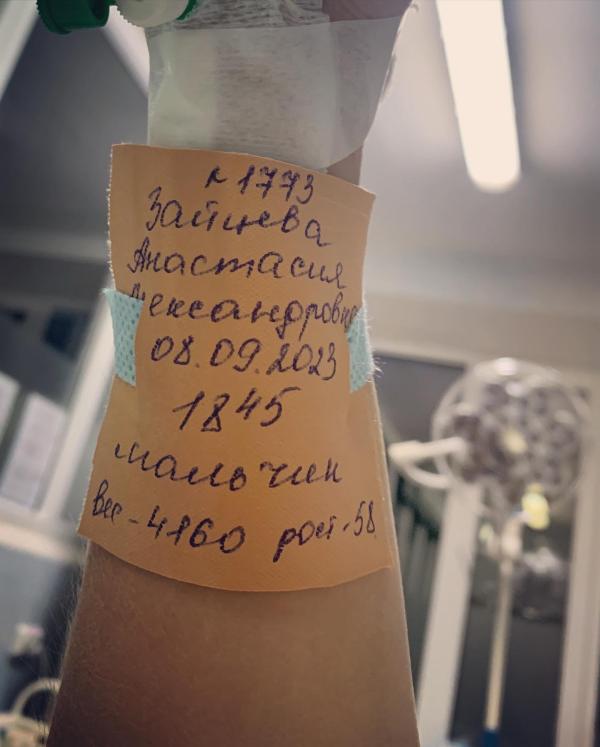 №1773
Зайцева
Анастасия
Александровна
08.09.2023
1845
мальчик
вес-4160 рост-58